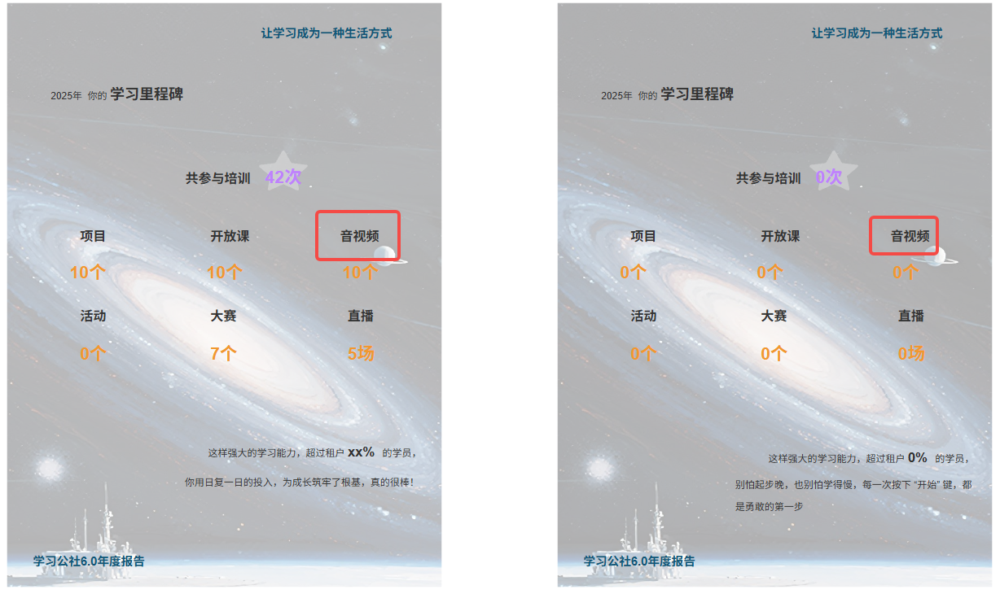 让学习成为一种生活方式
2025年 你的 学习里程碑
共参与培训 42次
项目 开放课 音视频
10个 10个 10个
活动 大赛 直播
0个 7个 5场
这样强大的学习能力，超过租户 xx% 的学员，
你用日复一日的投入，为成长筑牢了根基，真的很棒！
学习公社6.0年度报告
让学习成为一种生活方式
2025年 你的 学习里程碑
共参与培训 0次
项目 开放课 音视频
0个 0个 0个
活动 大赛 直播
0个 0个 0场
这样强大的学习能力，超过租户 0% 的学员，
别怕起步晚，也别怕学得慢，每一次按下 “开始” 键，都
是勇敢的第一步
学习公社6.0年度报告